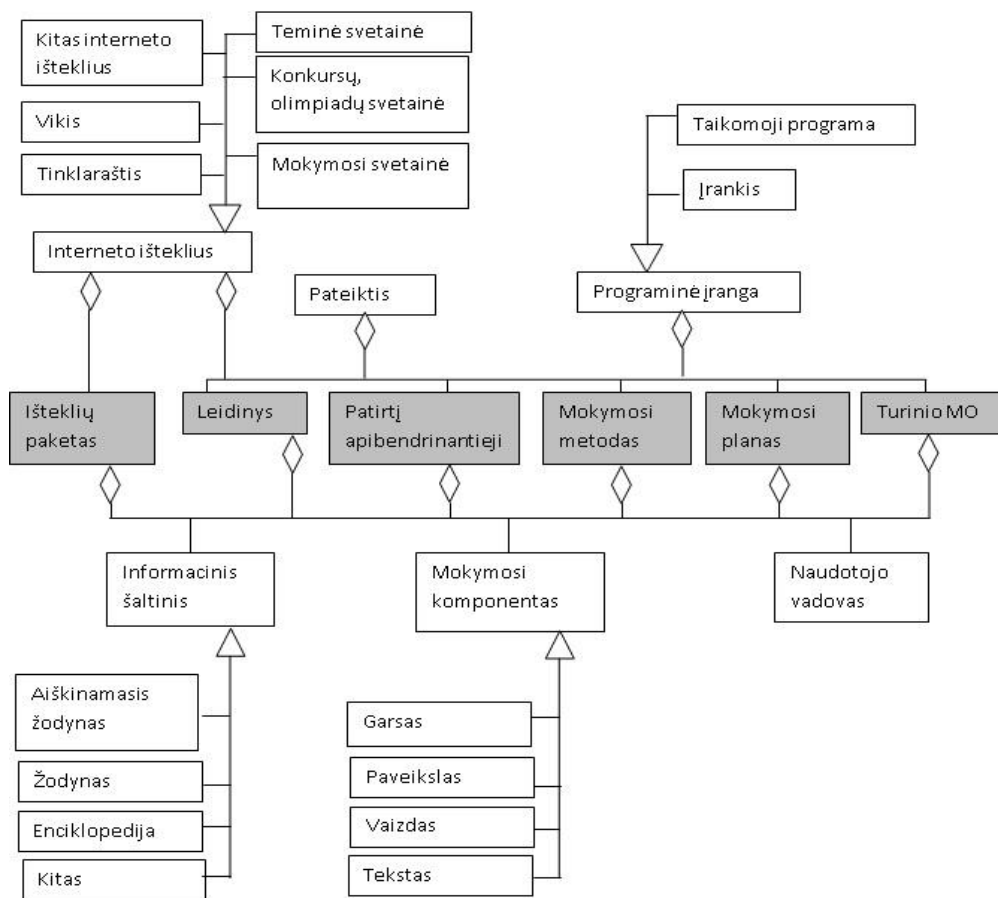 Kitas interneto
išteklius
Teminė svetainė
Konkursų,
olimpiadų svetainė
Vikis
Mokymosi svetainė
Tinklaraštis
Taikomoji programa
Įrankis
Interneto išteklius
Pateiktis
Programinė įranga
Išteklių
paketas
Leidinys
Patirtį
apibendrinantieji
Mokymosi
metodas
Mokymosi
planas
Turinio MO
Informacinis
šaltinis
Mokymosi
komponentas
Naudotojo
vadovas
Aiškinamasis
žodynas
Žodynas
Enciklopedija
Kitas
Garsas
Paveikslas
Vaizdas
Tekstas